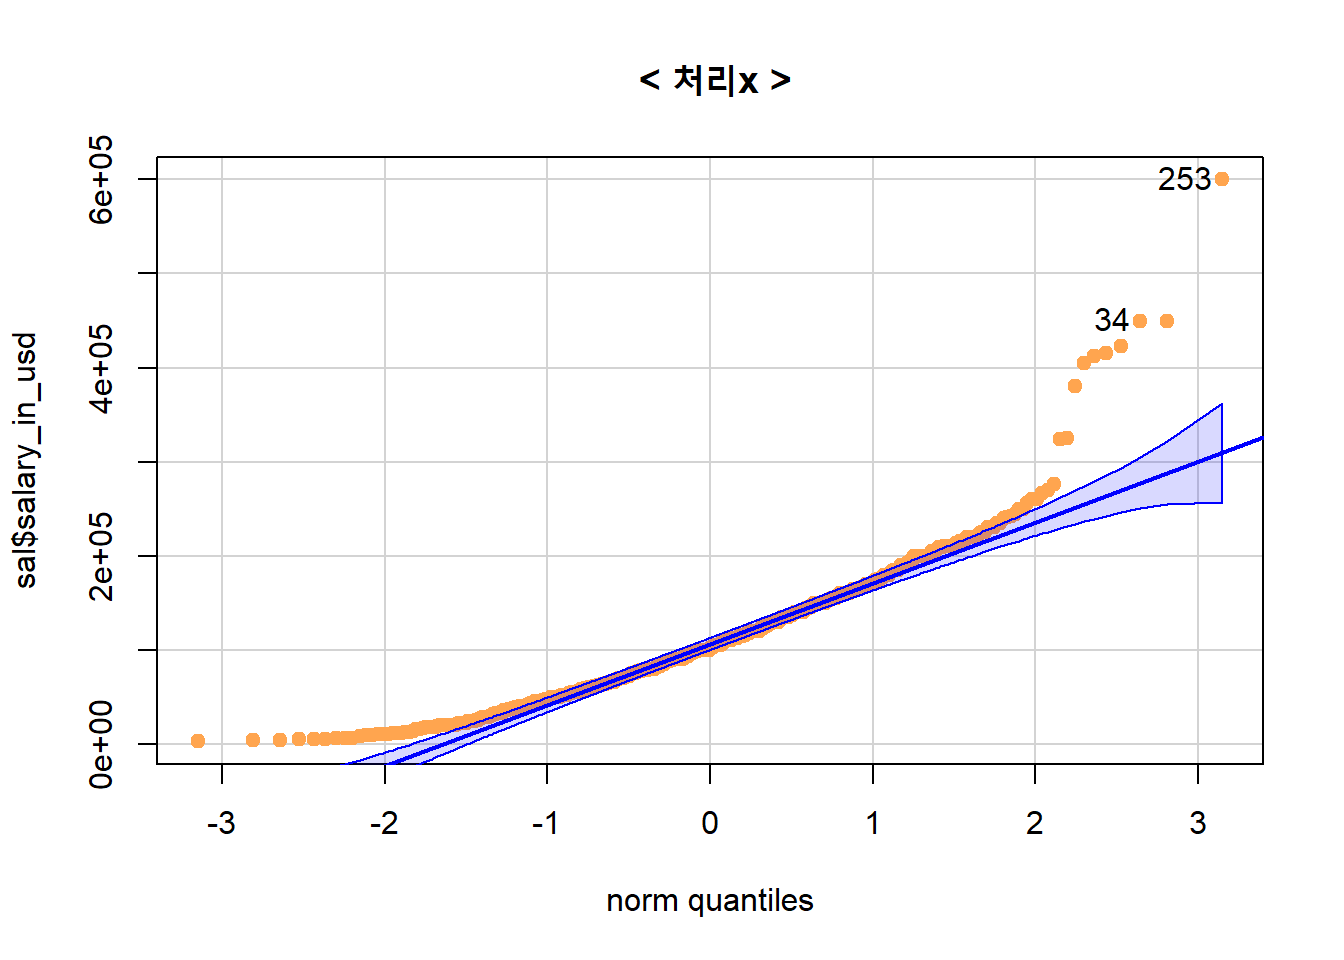 < 처리x >
sal$salary_in_usd
6e+05
4e+05
2e+05
0e+00
253
34
-3 -2 -1 0 1 2 3
norm quantiles